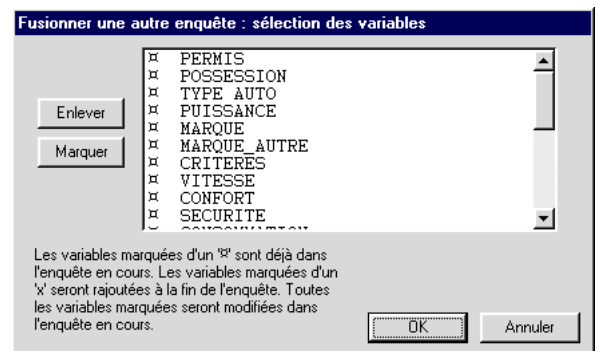 Fusionner une autre enquête : sélection des variables
¤ PERMIS
¤ POSSESSION
¤ TYPE AUTO
¤ PUISSANCE
¤ MARQUE
¤ MARQUE_AUTRE
¤ CRITERES
¤ VITESSE
¤ CONFORT
¤ SECURITE
Enlever
Marquer
Les variables marquées d'un '¤' sont déjà dans
l'enquête en cours. Les variables marquées d'un
'x' seront rajoutées à la fin de l'enquête. Toutes
les variables marquées seront modifiées dans
l'enquête en cours.
OK
Annuler